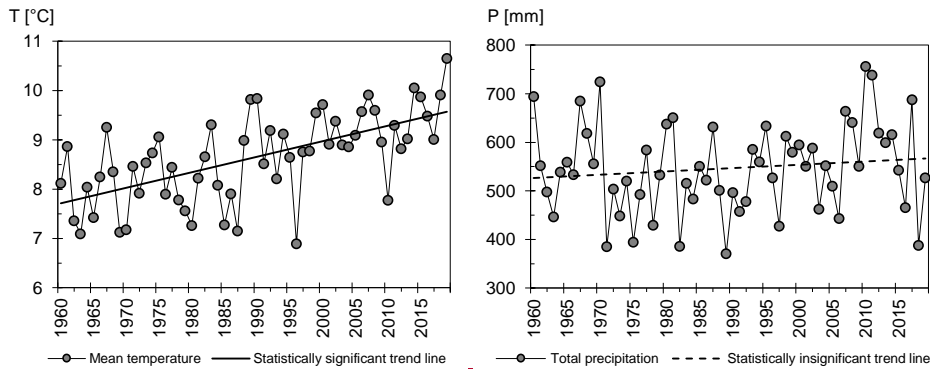 T [°C]
11
10
9
8
7
6
1960 1965 1970 1975 1980 1985 1990 1995 2000 2005 2010 2015
Mean temperature Statistically significant trend line
P [mm]
800
700
600
500
400
300
1960 1965 1970 1975 1980 1985 1990 1995 2000 2005 2010 2015
Total precipitation Statistically insignificant trend line